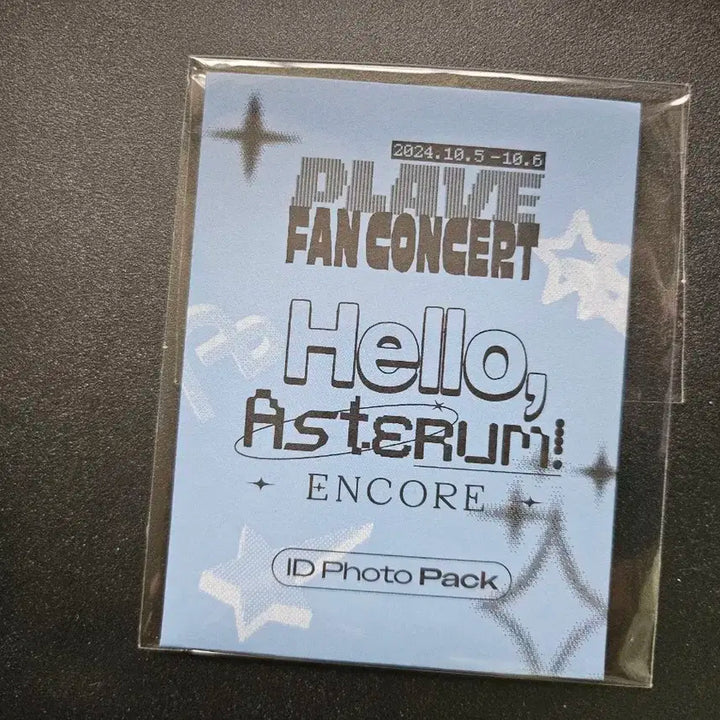 2024.10.5 -10.6
PLAVE
FAN CONCERT
Hello,
Asterum!
ENCORE
ID Photo Pack